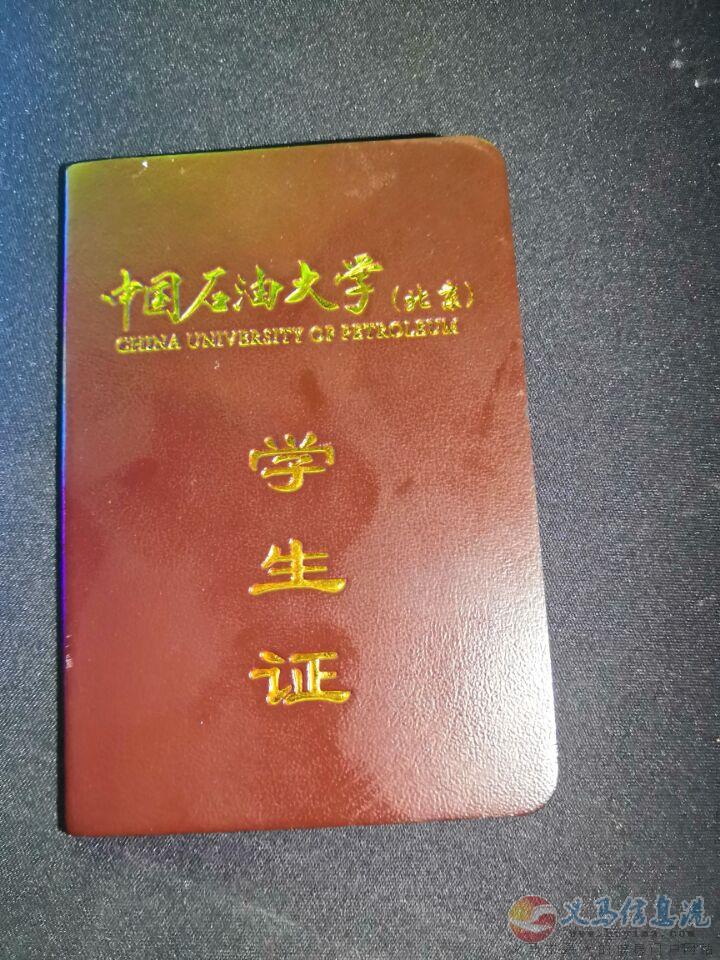 中国石油大学（北京）
CHINA UNIVERSITY OF PETROLEUM
学
生
证
义马信息港